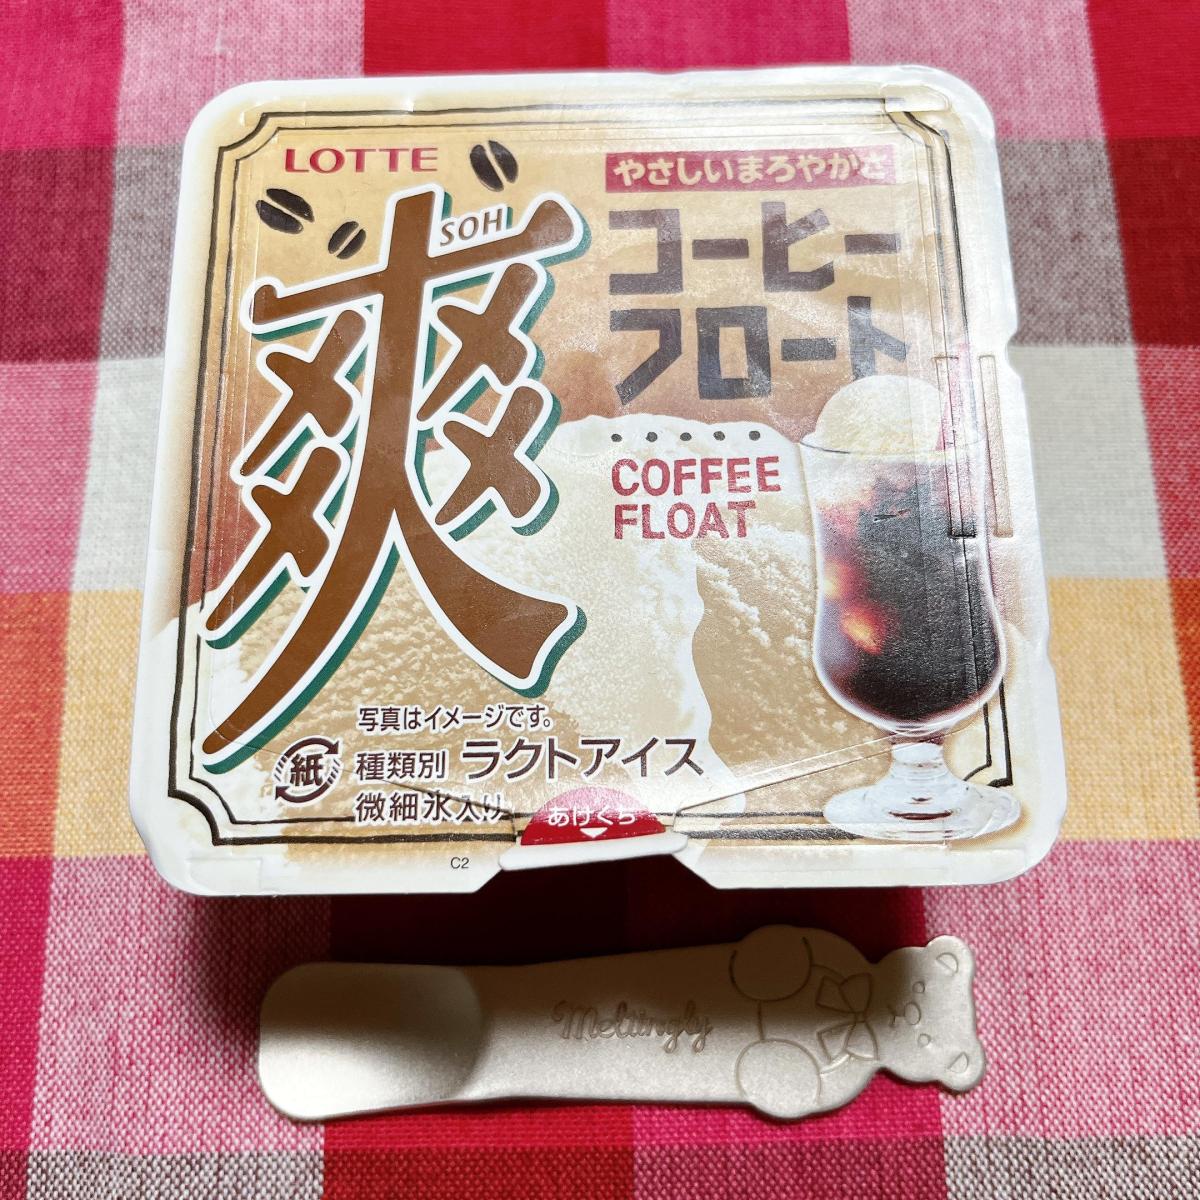 LOTTE
爽
SOH
やさしいまろやかさ
コーヒー
フロート
COFFEE
FLOAT
写真はイメージです。
紙
種類別 ラクトアイス
微細氷入り
あけくち
C2
Meltingly